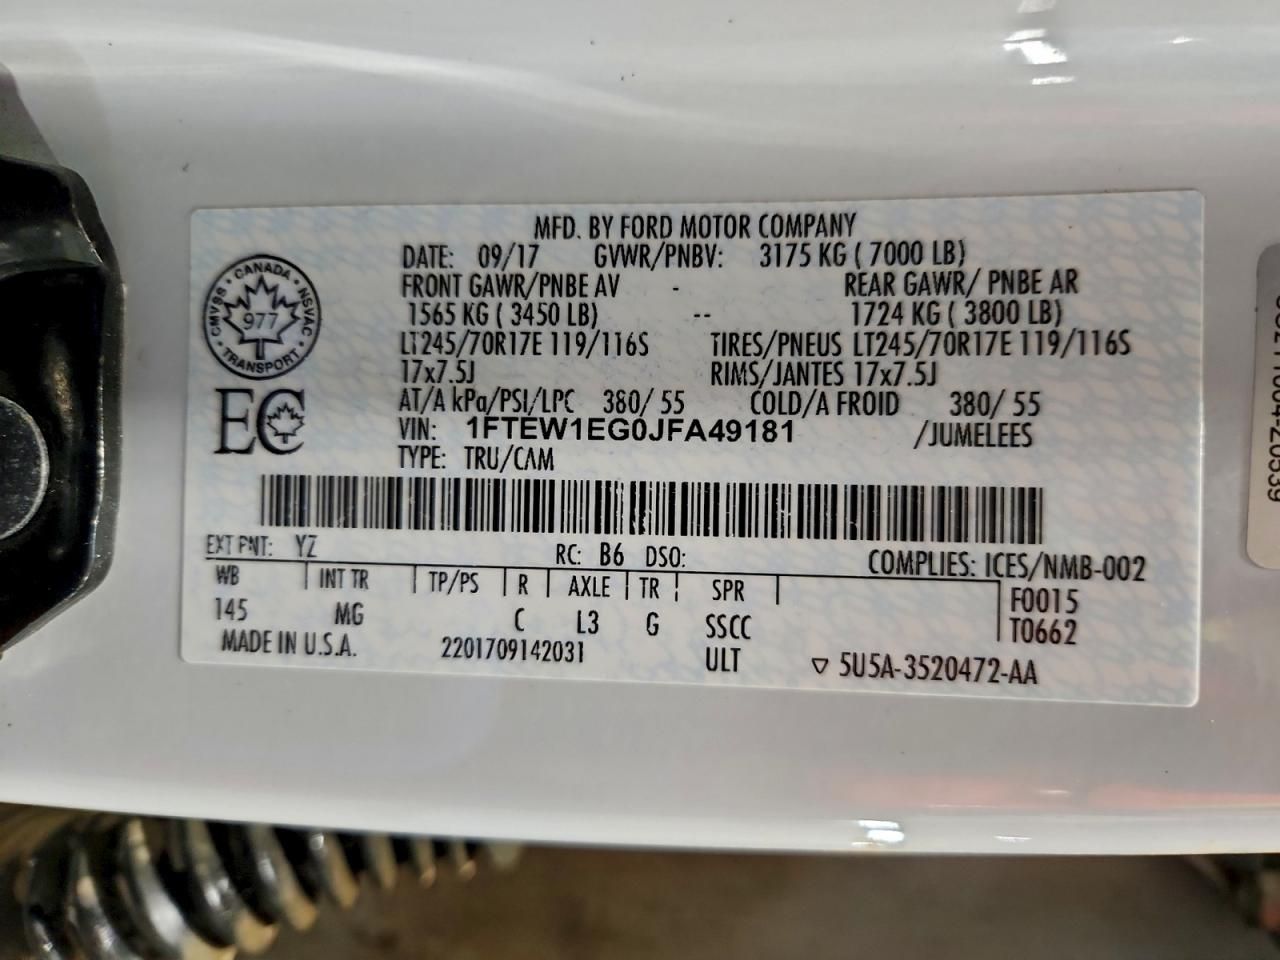 MFD. BY FORD MOTOR COMPANY
DATE: 09/17 GVWR/PNBV: 3175 KG ( 7000 LB)
FRONT GAWR/PNBE AV - REAR GAWR/ PNBE AR
1565 KG ( 3450 LB) -- 1724 KG ( 3800 LB)
LT245/70R17E 119/116S TIRES/PNEUS LT245/70R17E 119/116S
17x7.5J RIMS/JANTES 17x7.5J
AT/A kPa/PSI/LPC 380/ 55 COLD/A FROID 380/ 55
VIN: 1FTEW1EG0JFA49181 /JUMELEES
TYPE: TRU/CAM
CANADA
CMVSS NSVAC
977
TRANSPORT
EC
EXT PNT: YZ RC: B6 DSO: COMPLIES: ICES/NMB-002
WB INT TR TP/PS R AXLE TR SPR F0015
145 MG C L3 G SSCC T0662
MADE IN U.S.A. 2201709142031 ULT ▽ 5U5A-3520472-AA